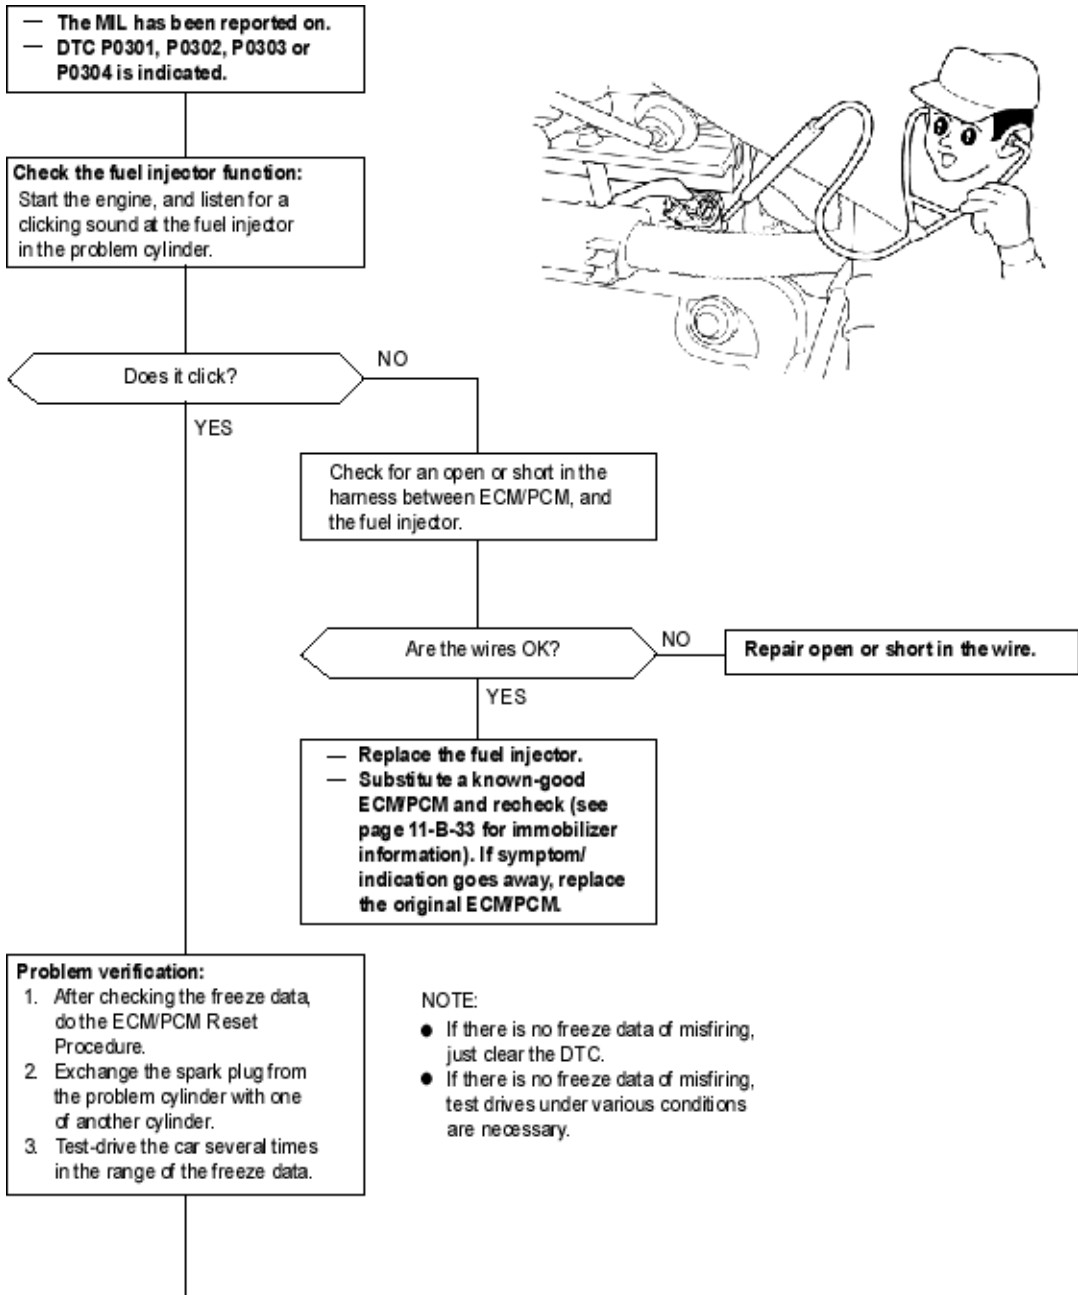 — The MIL has been reported on.
— DTC P0301, P0302, P0303 or
P0304 is indicated.
Check the fuel injector function:
Start the engine, and listen for a
clicking sound at the fuel injector
in the problem cylinder.
Does it click?
NO
YES
Check for an open or short in the
harness between ECM/PCM, and
the fuel injector.
Are the wires OK?
NO
Repair open or short in the wire.
YES
— Replace the fuel injector.
— Substitute a known-good
ECM/PCM and recheck (see
page 11-B-33 for immobilizer
information). If symptom/
indication goes away, replace
the original ECM/PCM.
Problem verification:
1. After checking the freeze data,
do the ECM/PCM Reset
Procedure.
2. Exchange the spark plug from
the problem cylinder with one
of another cylinder.
3. Test-drive the car several times
in the range of the freeze data.
NOTE:
● If there is no freeze data of misfiring,
just clear the DTC.
● If there is no freeze data of misfiring,
test drives under various conditions
are necessary.